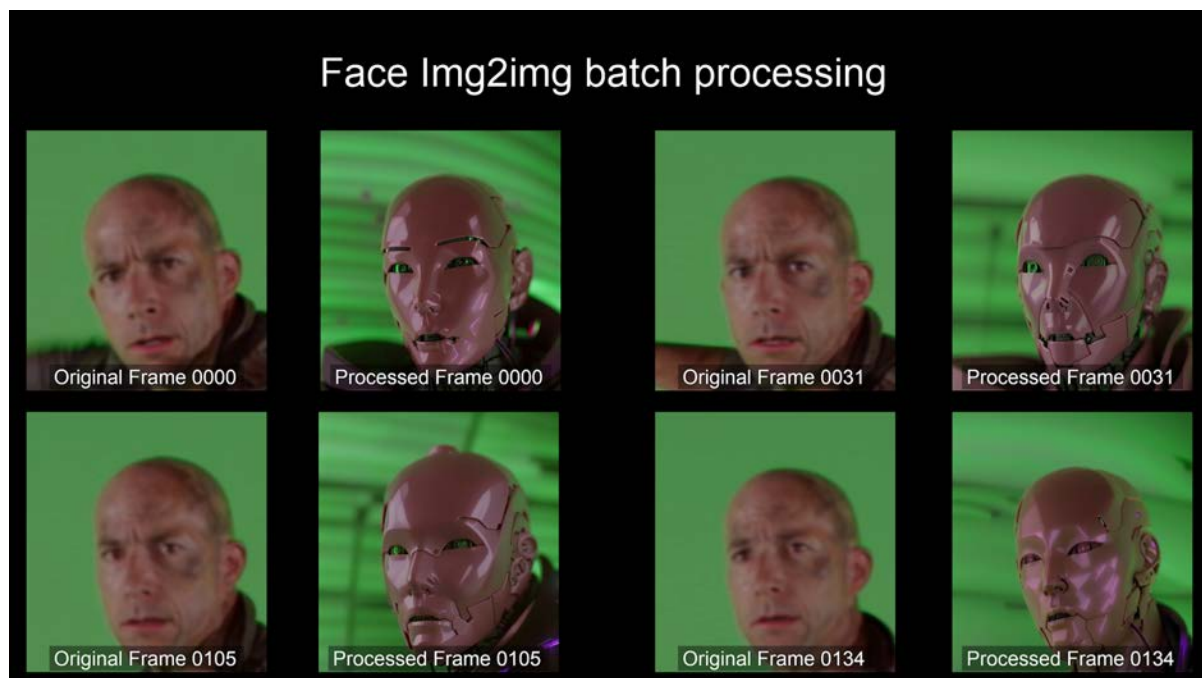 Face Img2img batch processing
Original Frame 0000
Processed Frame 0000
Original Frame 0031
Processed Frame 0031
Original Frame 0105
Processed Frame 0105
Original Frame 0134
Processed Frame 0134